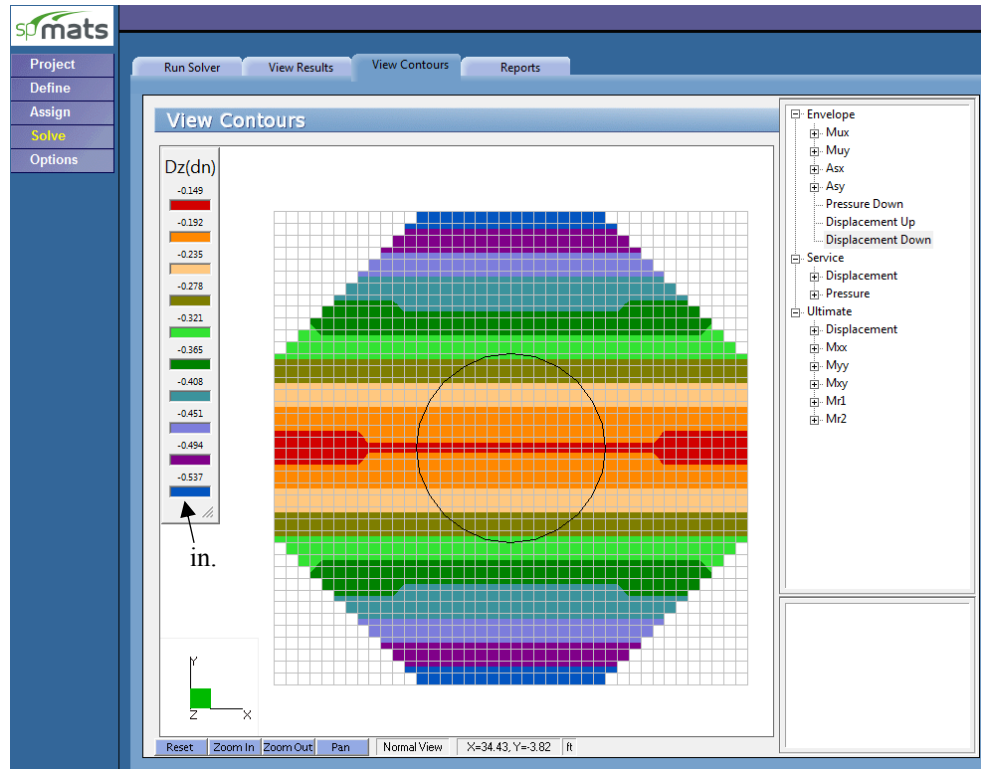 spmats
Project
Define
Assign
Solve
Options
Run Solver View Results View Contours Reports
View Contours
Dz(dn)
-0.149
-0.192
-0.235
-0.278
-0.321
-0.365
-0.408
-0.451
-0.494
-0.537
in.
Y
Z X
Reset Zoom In Zoom Out Pan Normal View X=34.43, Y=-3.82 ft
Envelope
Mux
Muy
Asx
Asy
Pressure Down
Displacement Up
Displacement Down
Service
Displacement
Pressure
Ultimate
Displacement
Mxx
Myy
Mxy
Mr1
Mr2